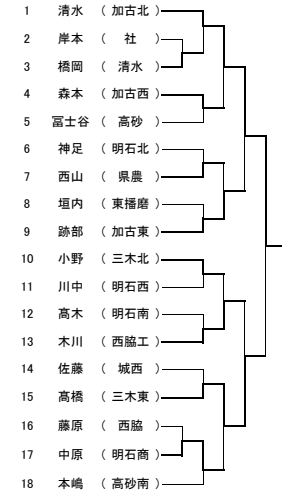 1 清水 （ 加古北 ）
2 岸本 （ 社 ）
3 橋岡 （ 清水 ）
4 森本 （ 加古西 ）
5 冨士谷 （ 高砂 ）
6 神足 （ 明石北 ）
7 西山 （ 県農 ）
8 垣内 （ 東播磨 ）
9 跡部 （ 加古東 ）
10 小野 （ 三木北 ）
11 川中 （ 明石西 ）
12 髙木 （ 明石南 ）
13 木川 （ 西脇工 ）
14 佐藤 （ 城西 ）
15 髙橋 （ 三木東 ）
16 藤原 （ 西脇 ）
17 中原 （ 明石商 ）
18 本嶋 （ 高砂南 ）